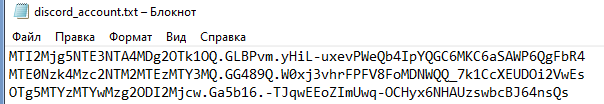 discord_account.txt – Блокнот
Файл Правка Формат Вид Справка
MTI2Mjg5NTE3NTA4MDg2OTk1OQ.GLBPvm.yHiL-uxevPWeQb4IpYQGC6MKC6aSAWP6QgFbR4
MTE0Nzk4Mzc2NTM2MTEzMTY3MQ.GG489Q.W0xj3vhrFPFV8FoMDNWQQ_7k1CcXEUDOi2VwEs
OTg5MTYzMTYwMzg2ODI2Mjcw.Ga5b16.-TJqwEEoZImUwq-OCHyx6NHAUzswbcBJ64nsQs